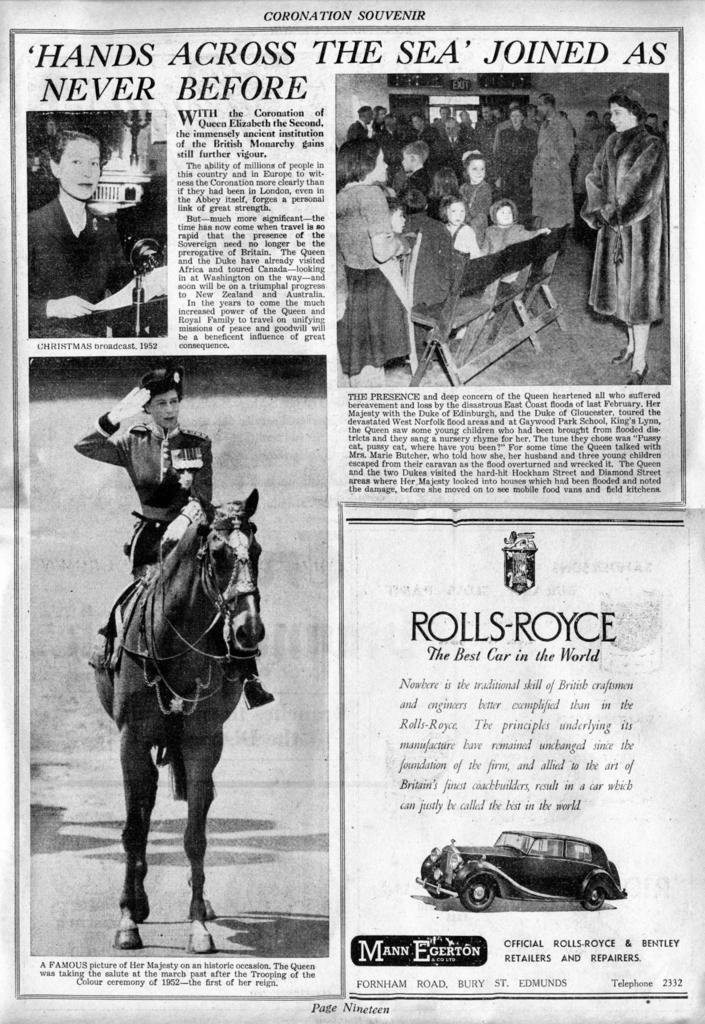 CORONATION SOUVENIR
'HANDS ACROSS THE SEA' JOINED AS
NEVER BEFORE
CHRISTMAS broadcast, 1952
WITH the Coronation of
Queen Elizabeth the Second,
the immensely ancient institution
of the British Monarchy gains
still further vigour.
The ability of millions of people in
this country and in Europe to wit-
ness the Coronation more clearly than
if they had been in London, even in
the Abbey itself, forges a personal
link of great strength.
But—much more significant—the
time has now come when travel is so
rapid that the presence of the
Sovereign need no longer be the
prerogative of Britain. The Queen
and the Duke have already visited
Africa and toured Canada—looking
in at Washington on the way—and
soon will be on a triumphal progress
to New Zealand and Australia.
In the years to come the much
increased power of the Queen and
Royal Family to travel on unifying
missions of peace and goodwill will
be a beneficent influence of great
consequence.
EXIT
THE PRESENCE and deep concern of the Queen heartened all who suffered
bereavement and loss by the disastrous East Coast floods of last February. Her
Majesty with the Duke of Edinburgh, and the Duke of Gloucester, toured the
devastated West Norfolk flood areas and at Gaywood Park School, King's Lynn,
the Queen saw some young children who had been brought from flooded dis-
tricts and they sang a nursery rhyme for her. The tune they chose was "Pussy
cat, pussy cat, where have you been?" For some time the Queen talked with
Mrs. Marie Butcher, who told how she, her husband and three young children
escaped from their caravan as the flood overturned and wrecked it. The Queen
and the two Dukes visited the hard-hit Hockham Street and Diamond Street
areas where Her Majesty looked into houses which had been flooded and noted
the damage, before she moved on to see mobile food vans and field kitchens.
A FAMOUS picture of Her Majesty on an historic occasion. The Queen
was taking the salute at the march past after the Trooping of the
Colour ceremony of 1952—the first of her reign.
ROLLS-ROYCE
The Best Car in the World
Nowhere is the traditional skill of British craftsmen
and engineers better exemplified than in the
Rolls-Royce. The principles underlying its
manufacture have remained unchanged since the
foundation of the firm, and allied to the art of
Britain's finest coachbuilders, result in a car which
can justly be called the best in the world.
MANN EGERTON
& CO LTD
OFFICIAL ROLLS-ROYCE & BENTLEY
RETAILERS AND REPAIRERS.
FORNHAM ROAD, BURY ST. EDMUNDS Telephone 2332
Page Nineteen